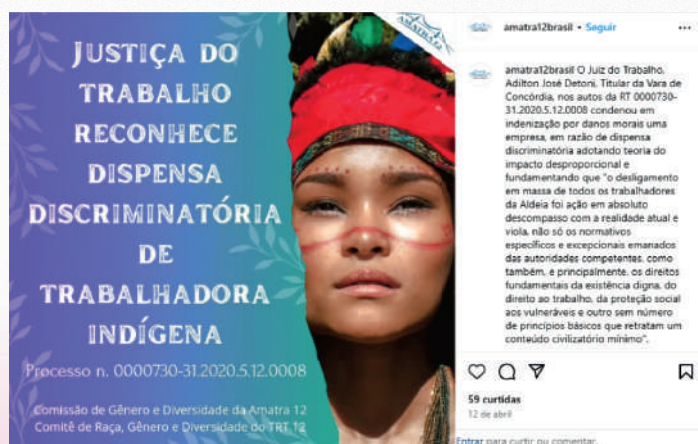 AMATRA 12
JUSTIÇA DO
TRABALHO
RECONHECE
DISPENSA
DISCRIMINATÓRIA
DE
TRABALHADORA
INDÍGENA
Processo n. 0000730-31.2020.5.12.0008
Comissão de Gênero e Diversidade da Amatra 12
Comitê de Raça, Gênero e Diversidade do TRT 12
amatra12brasil • Seguir
amatra12brasil O Juiz do Trabalho,
Adilton José Detoni, Titular da Vara de
Concórdia, nos autos da RT 0000730-
31.2020.5.12.0008 condenou em
indenização por danos morais uma
empresa, em razão de dispensa
discriminatória adotando teoria do
impacto desproporcional e
fundamentando que "o desligamento
em massa de todos os trabalhadores
da Aldeia foi ação em absoluto
descompasso com a realidade atual e
viola, não só os normativos
específicos e excepcionais emanados
das autoridades competentes, como
também, e principalmente, os direitos
fundamentais da existência digna, do
direito ao trabalho, da proteção social
aos vulneráveis e outro sem número
de princípios básicos que retratam um
conteúdo civilizatório mínimo".
59 curtidas
12 de abril
Entrar para curtir ou comentar.